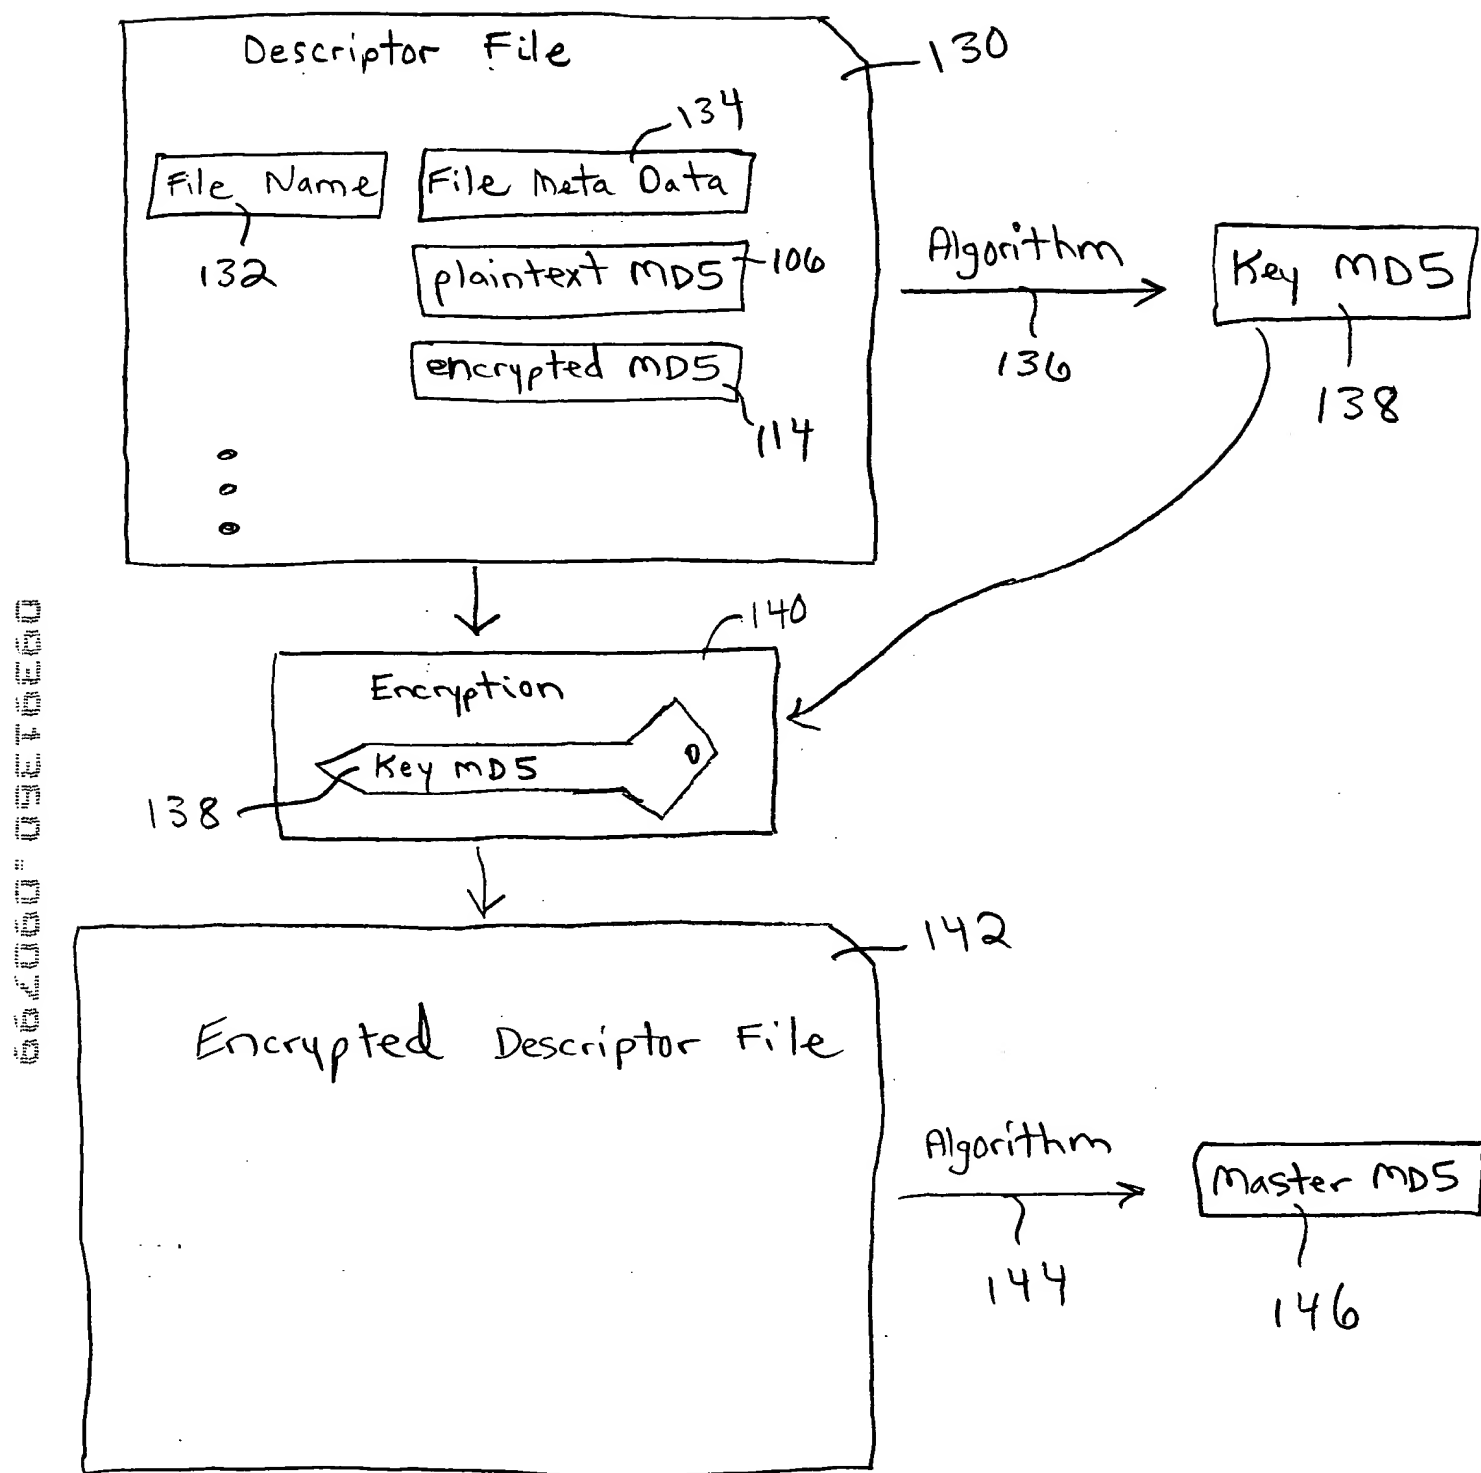 Descriptor File
130
134
File Name
File Meta Data
132
plaintext MD5
106
Algorithm
136
Key MD5
138
encrypted MD5
114
140
Encryption
Key MD5
138
142
Encrypted Descriptor File
Algorithm
144
Master MD5
146